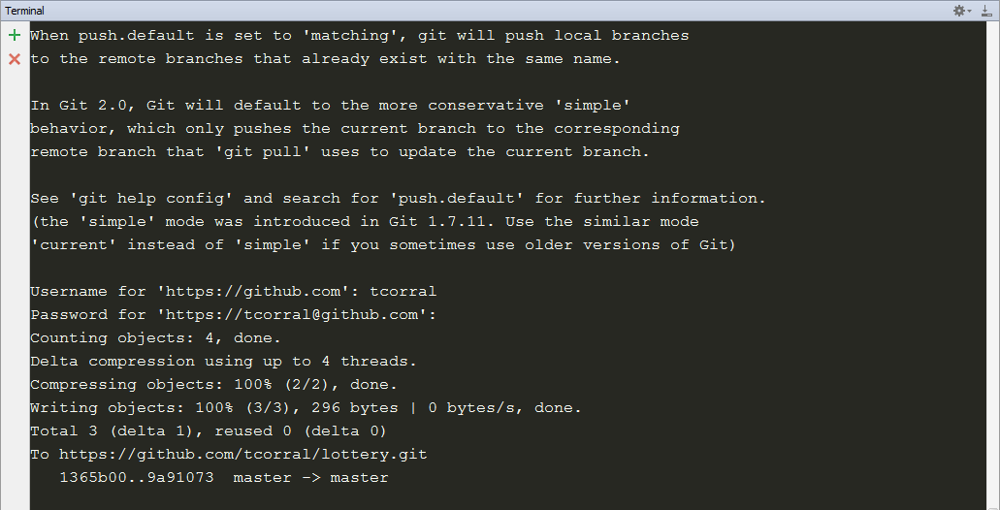 Terminal
When push.default is set to 'matching', git will push local branches
to the remote branches that already exist with the same name.
In Git 2.0, Git will default to the more conservative 'simple'
behavior, which only pushes the current branch to the corresponding
remote branch that 'git pull' uses to update the current branch.
See 'git help config' and search for 'push.default' for further information.
(the 'simple' mode was introduced in Git 1.7.11. Use the similar mode
'current' instead of 'simple' if you sometimes use older versions of Git)
Username for 'https://github.com': tcorral
Password for 'https://tcorral@github.com':
Counting objects: 4, done.
Delta compression using up to 4 threads.
Compressing objects: 100% (2/2), done.
Writing objects: 100% (3/3), 296 bytes | 0 bytes/s, done.
Total 3 (delta 1), reused 0 (delta 0)
To https://github.com/tcorral/lottery.git
   1365b00..9a91073  master -> master